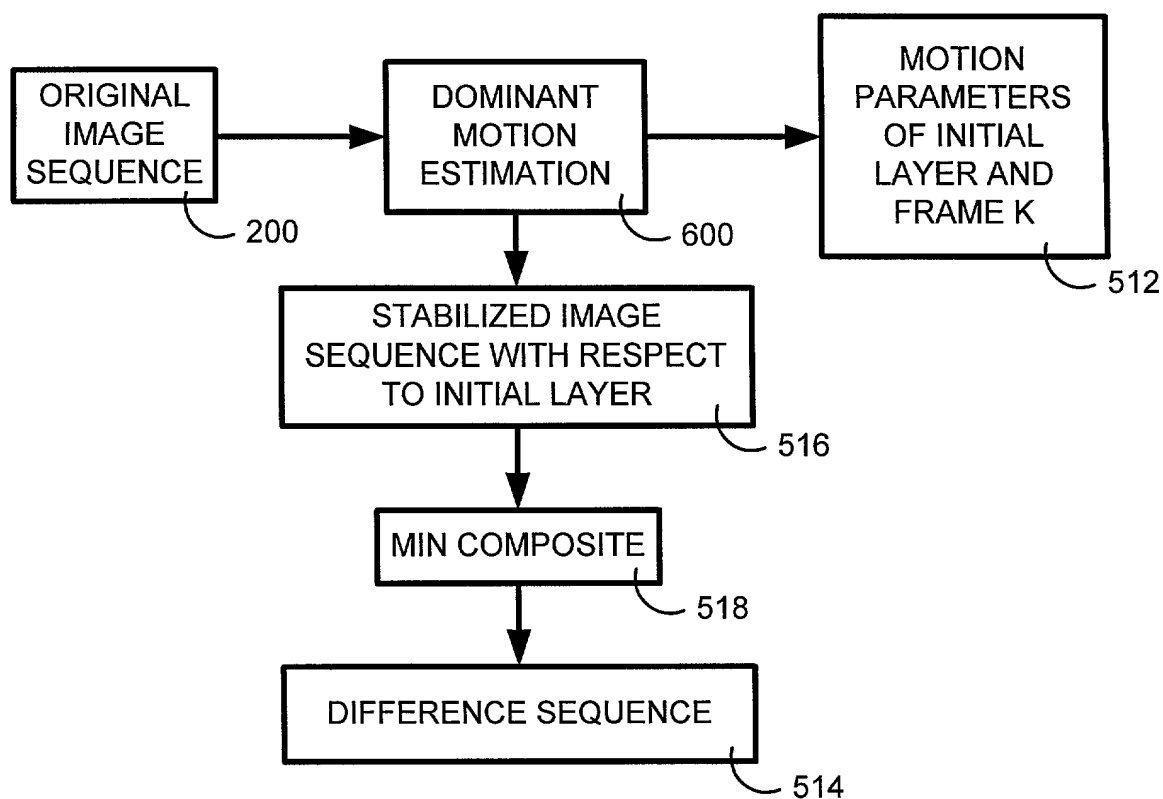 ORIGINAL
IMAGE
SEQUENCE
200
DOMINANT
MOTION
ESTIMATION
600
MOTION
PARAMETERS
OF INITIAL
LAYER AND
FRAME K
512
STABILIZED IMAGE
SEQUENCE WITH RESPECT
TO INITIAL LAYER
516
MIN COMPOSITE
518
DIFFERENCE SEQUENCE
514